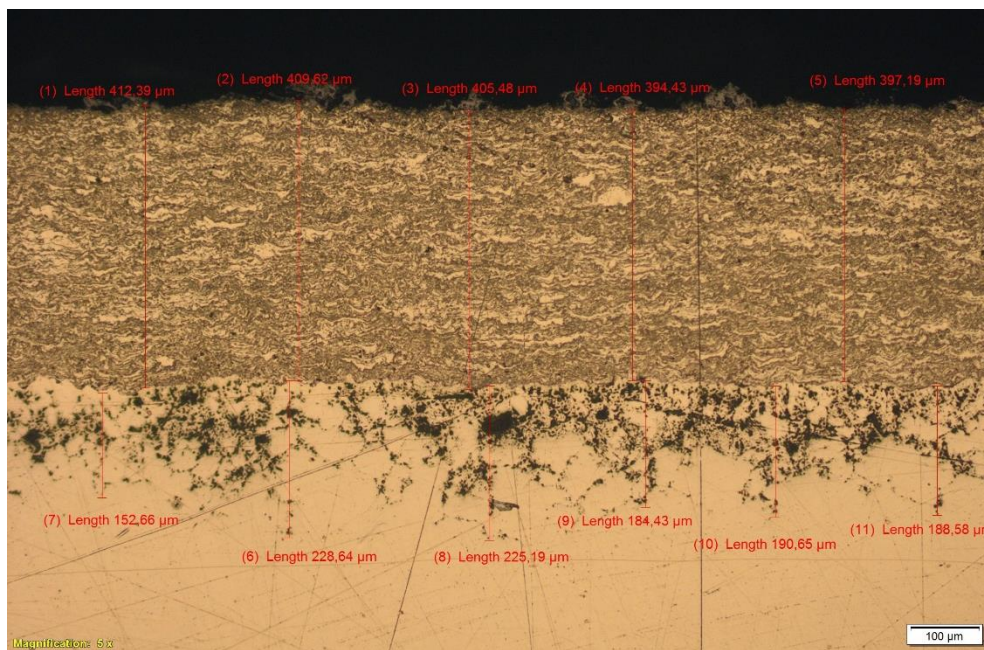 (1) Length 412,39 µm
(2) Length 409,62 µm
(3) Length 405,48 µm
(4) Length 394,43 µm
(5) Length 397,19 µm
(7) Length 152,66 µm
(6) Length 228,64 µm
(8) Length 225,19 µm
(9) Length 184,43 µm
(10) Length 190,65 µm
(11) Length 188,58 µm
Magnification: 5 x
100 µm